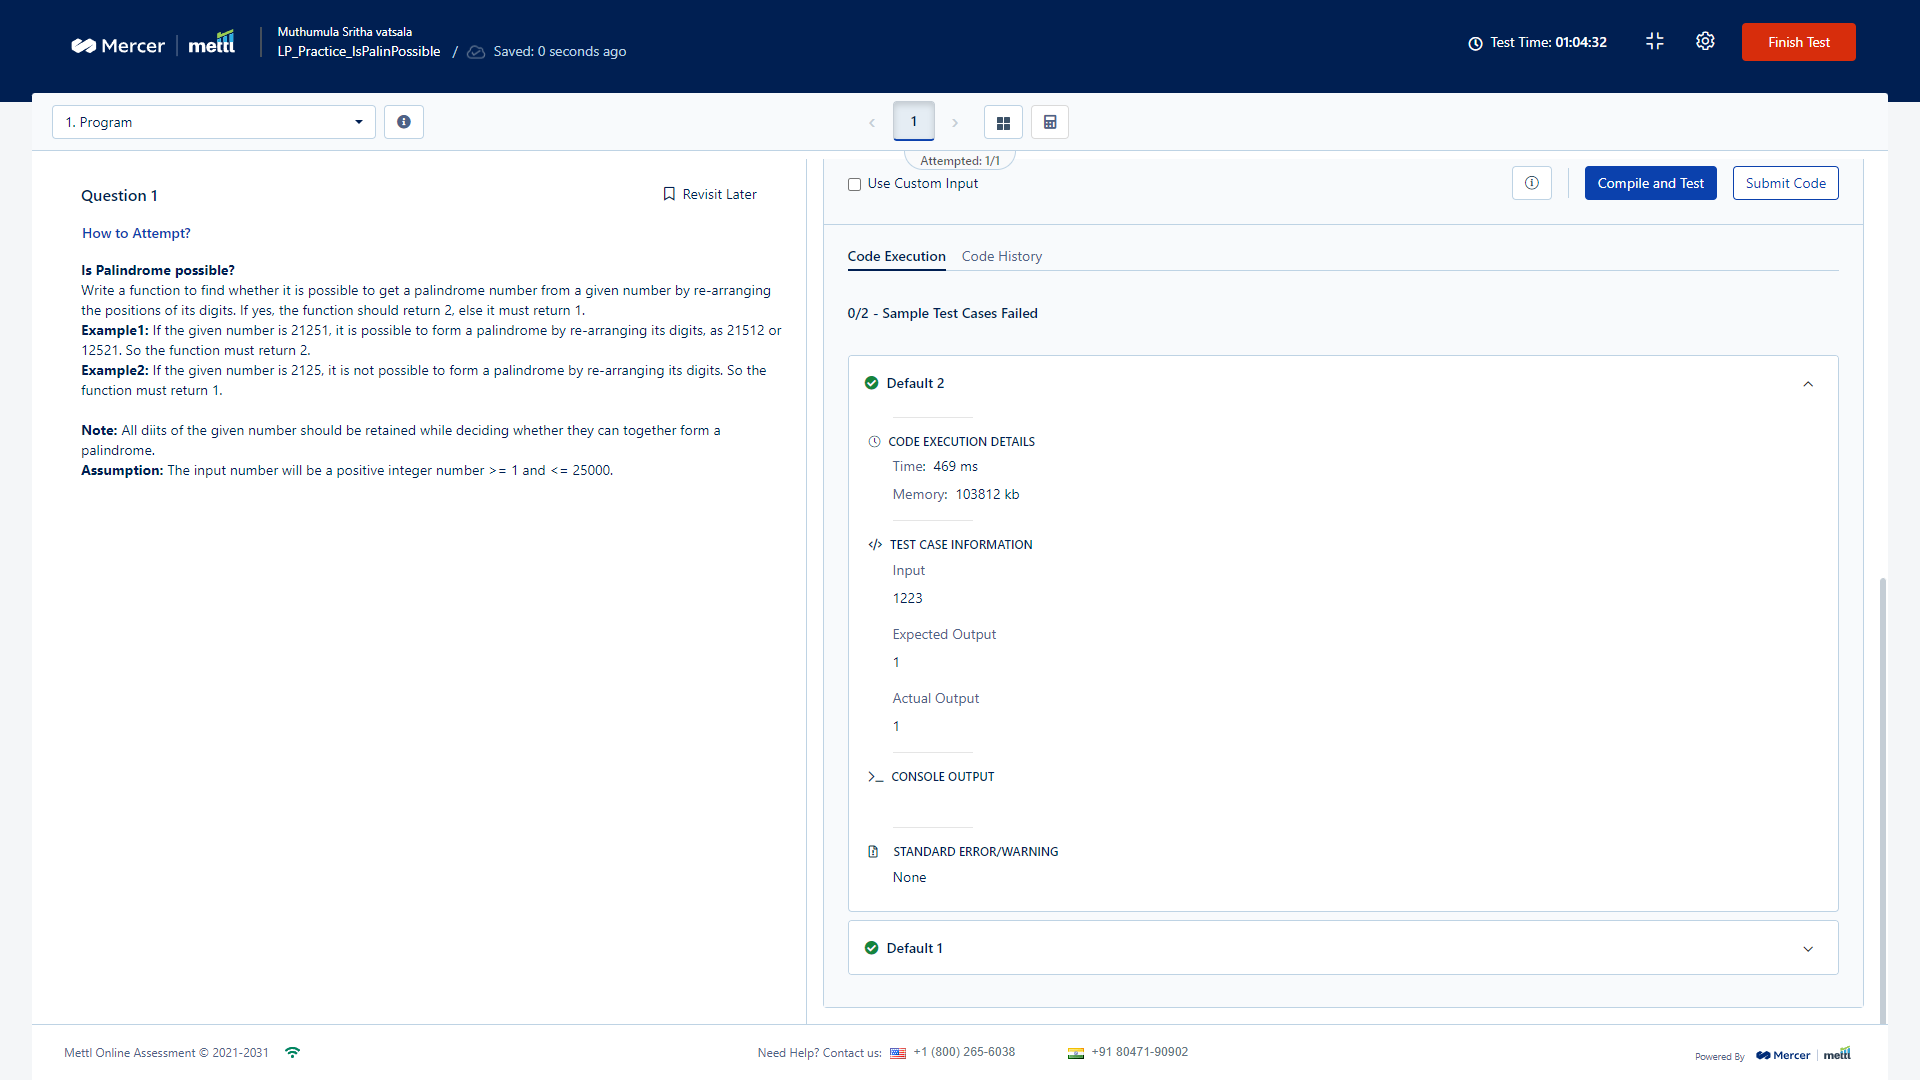 Mercer
mettl
Muthumula Sritha vatsala
LP_Practice_IsPalinPossible / Saved: 0 seconds ago
Test Time: 01:04:32
Finish Test
1. Program
1
Attempted: 1/1
Question 1
Revisit Later
How to Attempt?
Is Palindrome possible?
Write a function to find whether it is possible to get a palindrome number from a given number by re-arranging
the positions of its digits. If yes, the function should return 2, else it must return 1.
Example1: If the given number is 21251, it is possible to form a palindrome by re-arranging its digits, as 21512 or
12521. So the function must return 2.
Example2: If the given number is 2125, it is not possible to form a palindrome by re-arranging its digits. So the
function must return 1.
Note: All diits of the given number should be retained while deciding whether they can together form a
palindrome.
Assumption: The input number will be a positive integer number >= 1 and <= 25000.
Use Custom Input
Compile and Test
Submit Code
Code Execution
Code History
0/2 - Sample Test Cases Failed
Default 2
CODE EXECUTION DETAILS
Time: 469 ms
Memory: 103812 kb
</> TEST CASE INFORMATION
Input
1223
Expected Output
1
Actual Output
1
>_ CONSOLE OUTPUT
STANDARD ERROR/WARNING
None
Default 1
Mettl Online Assessment © 2021-2031
Need Help? Contact us: +1 (800) 265-6038
+91 80471-90902
Powered By
Mercer
mettl